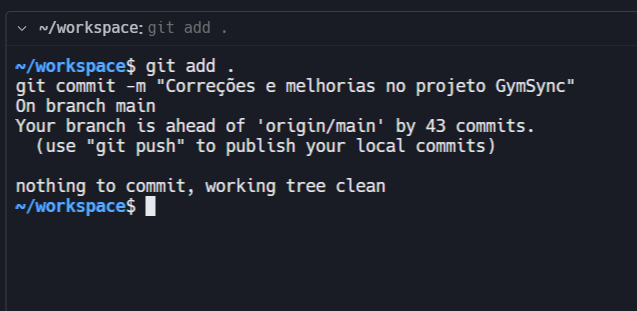 ~/workspace: git add .
~/workspace$ git add .
git commit -m "Correções e melhorias no projeto GymSync"
On branch main
Your branch is ahead of 'origin/main' by 43 commits.
  (use "git push" to publish your local commits)
nothing to commit, working tree clean
~/workspace$